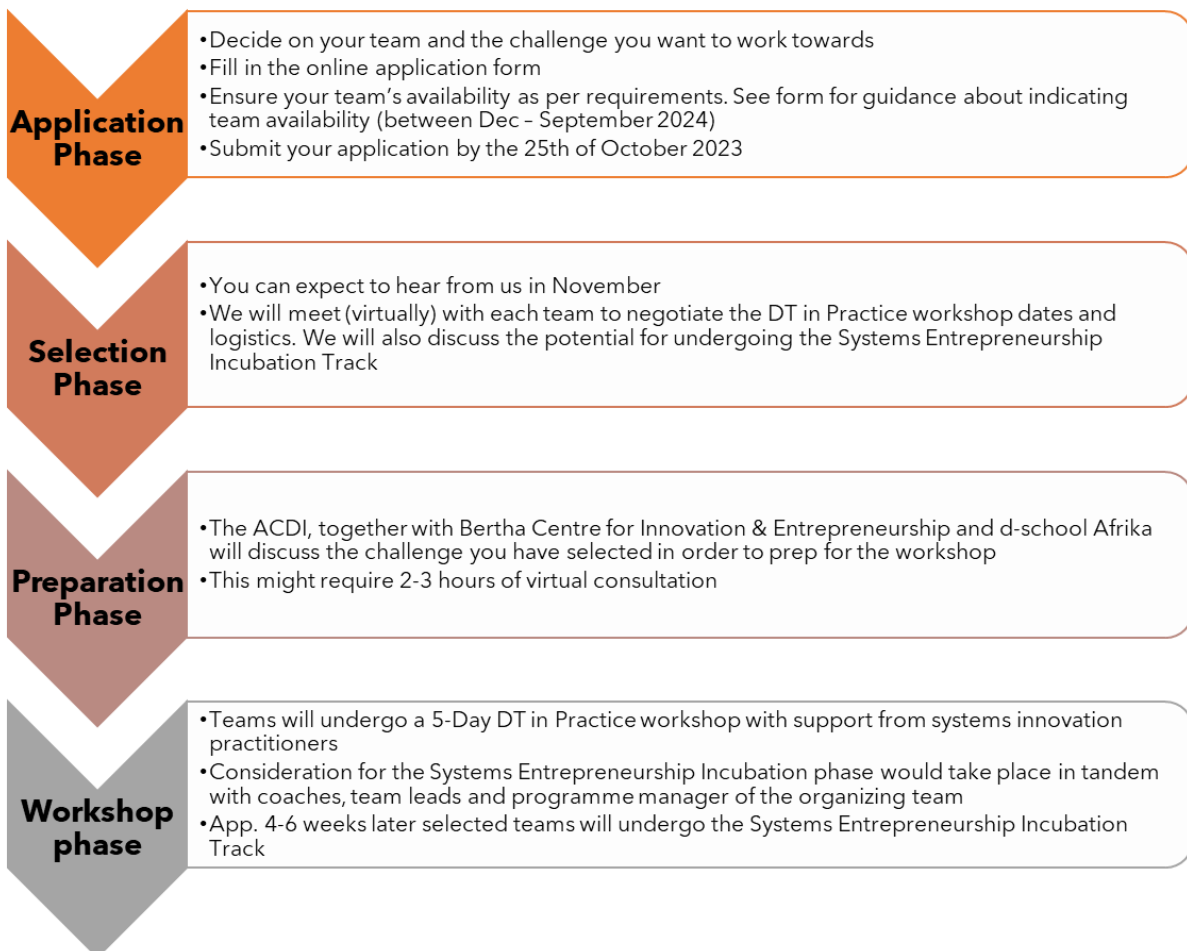 Application
Phase
•Decide on your team and the challenge you want to work towards
•Fill in the online application form
•Ensure your team's availability as per requirements. See form for guidance about indicating
team availability (between Dec – September 2024)
•Submit your application by the 25th of October 2023
Selection
Phase
•You can expect to hear from us in November
•We will meet (virtually) with each team to negotiate the DT in Practice workshop dates and
logistics. We will also discuss the potential for undergoing the Systems Entrepreneurship
Incubation Track
Preparation
Phase
•The ACDI, together with Bertha Centre for Innovation & Entrepreneurship and d-school Afrika
will discuss the challenge you have selected in order to prep for the workshop
•This might require 2-3 hours of virtual consultation
Workshop
phase
•Teams will undergo a 5-Day DT in Practice workshop with support from systems innovation
practitioners
•Consideration for the Systems Entrepreneurship Incubation phase would take place in tandem
with coaches, team leads and programme manager of the organizing team
•App. 4-6 weeks later selected teams will undergo the Systems Entrepreneurship Incubation
Track